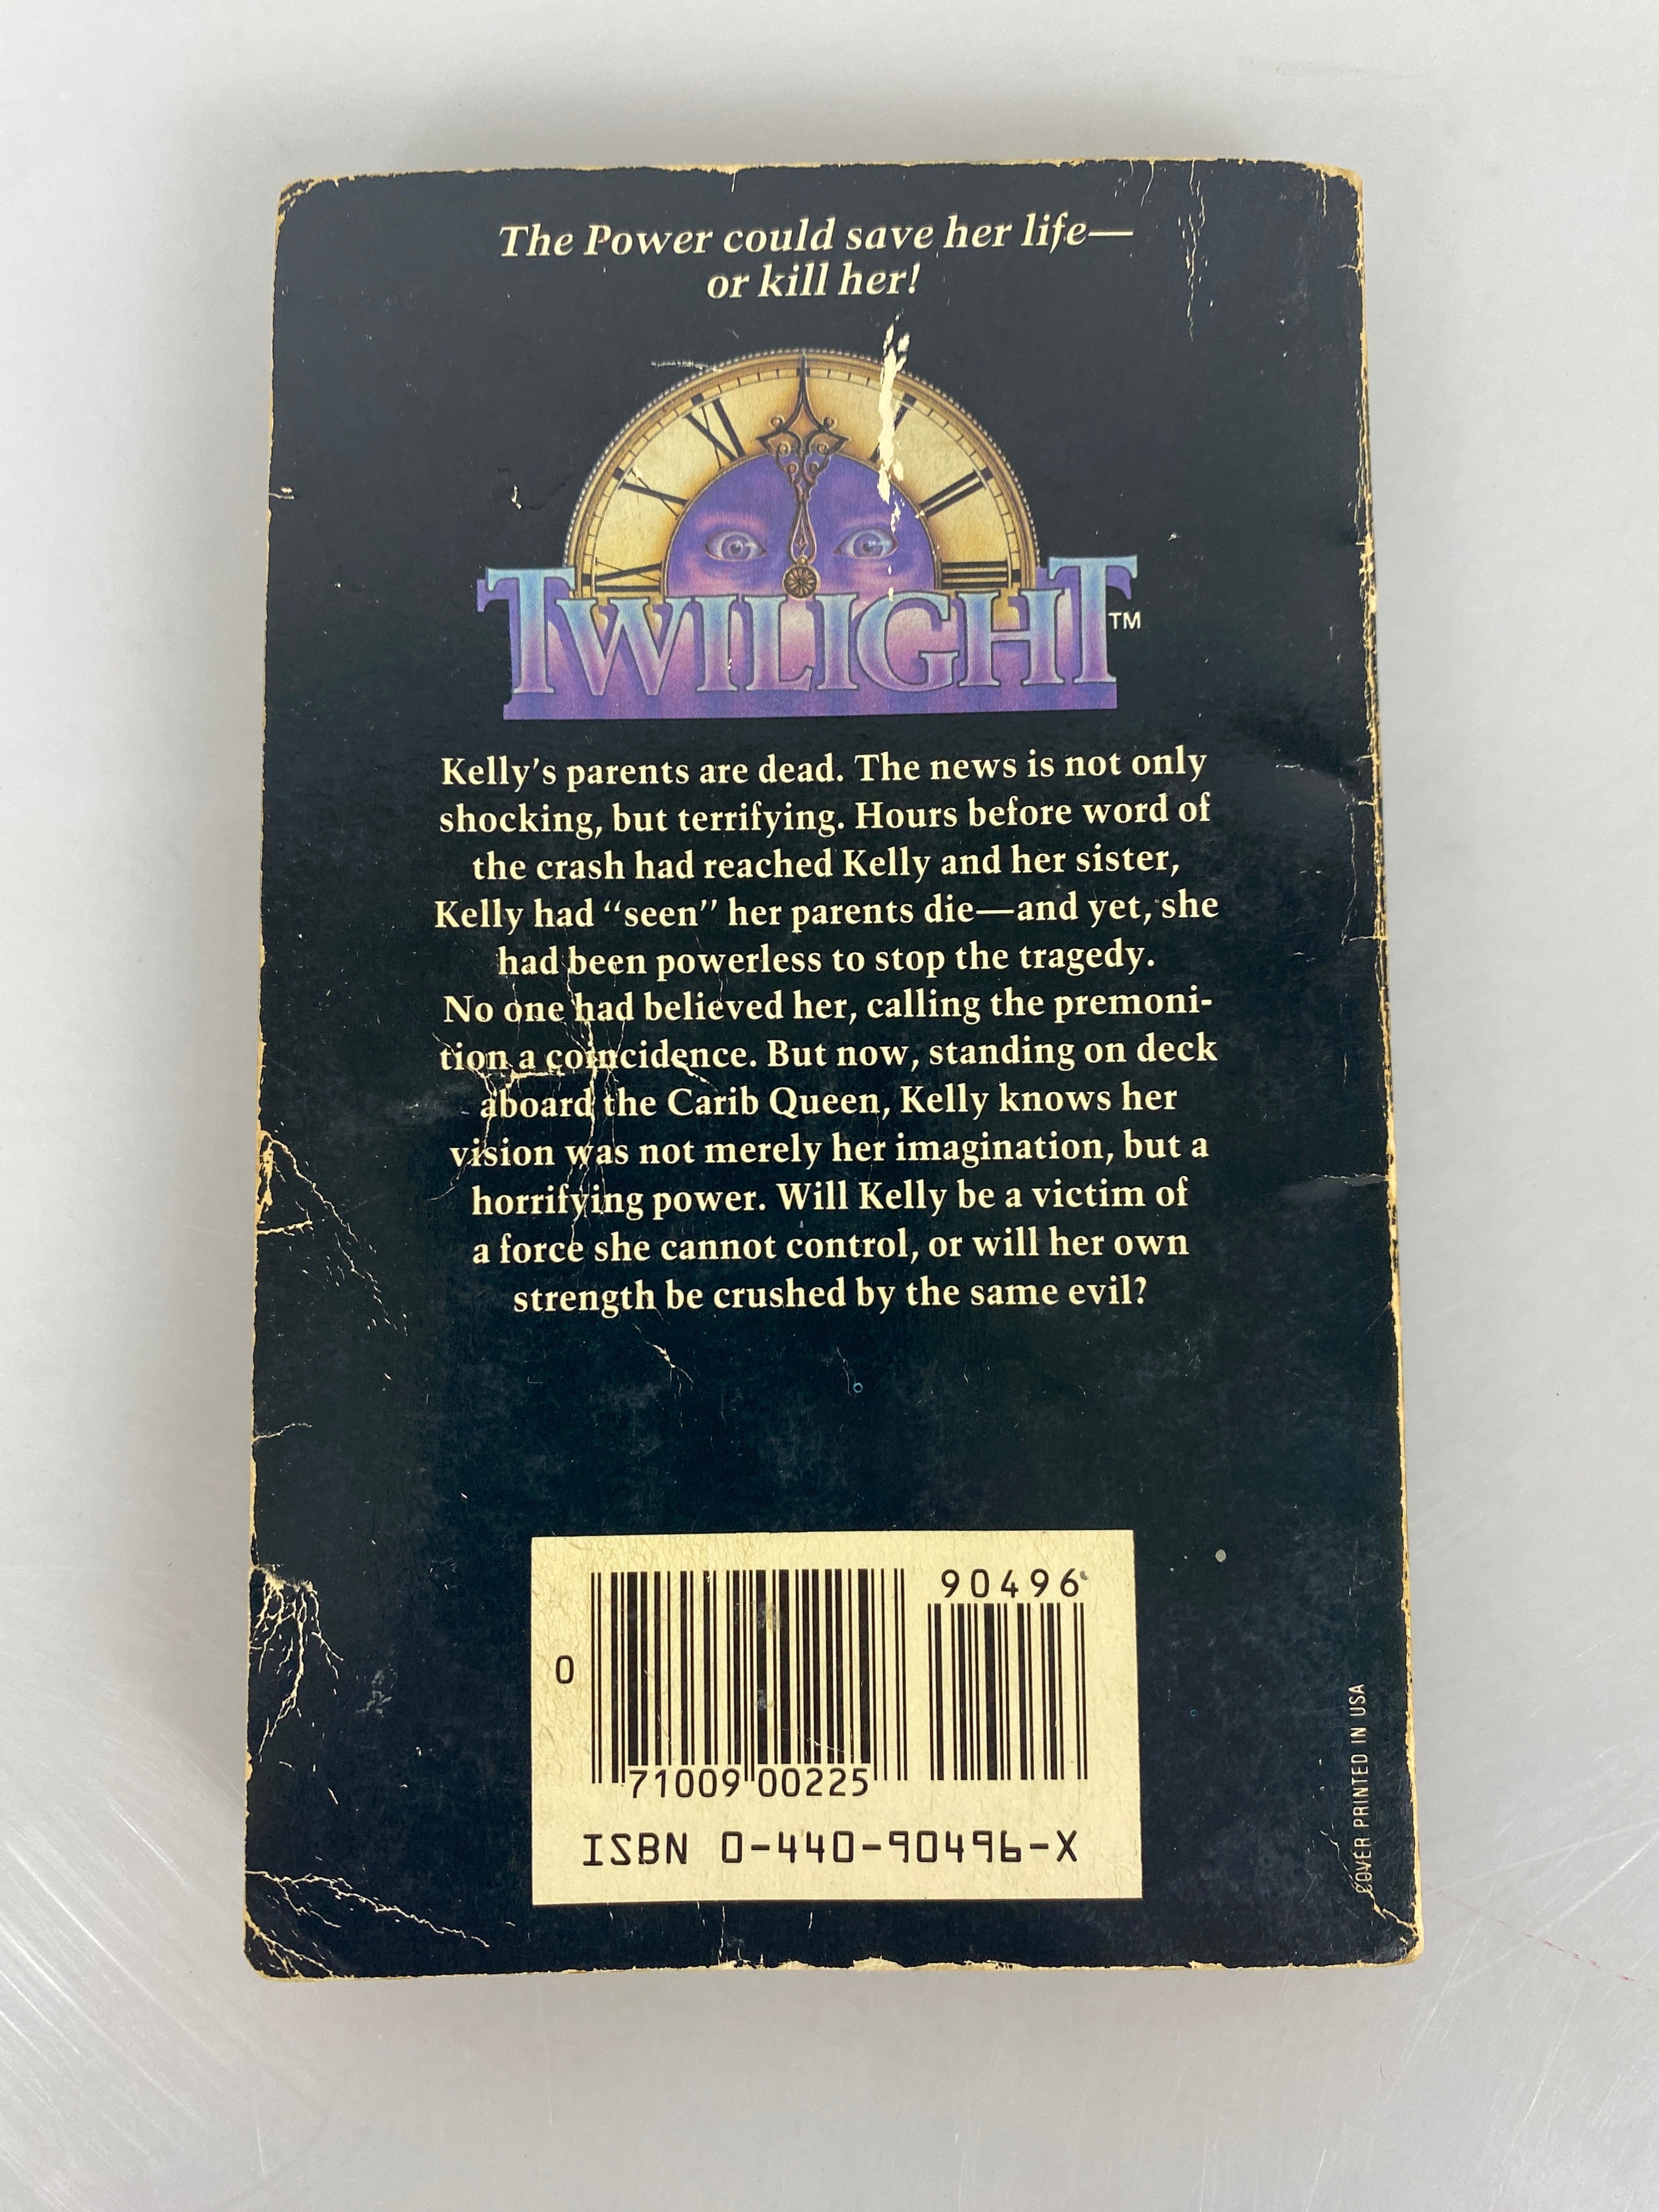 The Power could save her life—
or kill her!
TWILIGHT™
Kelly's parents are dead. The news is not only
shocking, but terrifying. Hours before word of
the crash had reached Kelly and her sister,
Kelly had “seen” her parents die—and yet, she
had been powerless to stop the tragedy.
No one had believed her, calling the premoni-
tion a coincidence. But now, standing on deck
aboard the Carib Queen, Kelly knows her
vision was not merely her imagination, but a
horrifying power. Will Kelly be a victim of
a force she cannot control, or will her own
strength be crushed by the same evil?
90496
0
71009 00225
ISBN 0-440-90496-X
COVER PRINTED IN USA